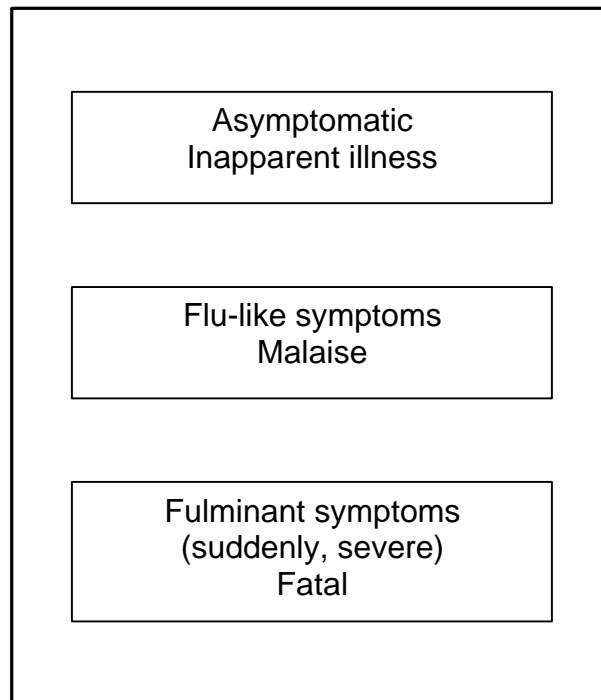 Asymptomatic
Inapparent illness
Flu-like symptoms
Malaise
Fulminant symptoms
(suddenly, severe)
Fatal